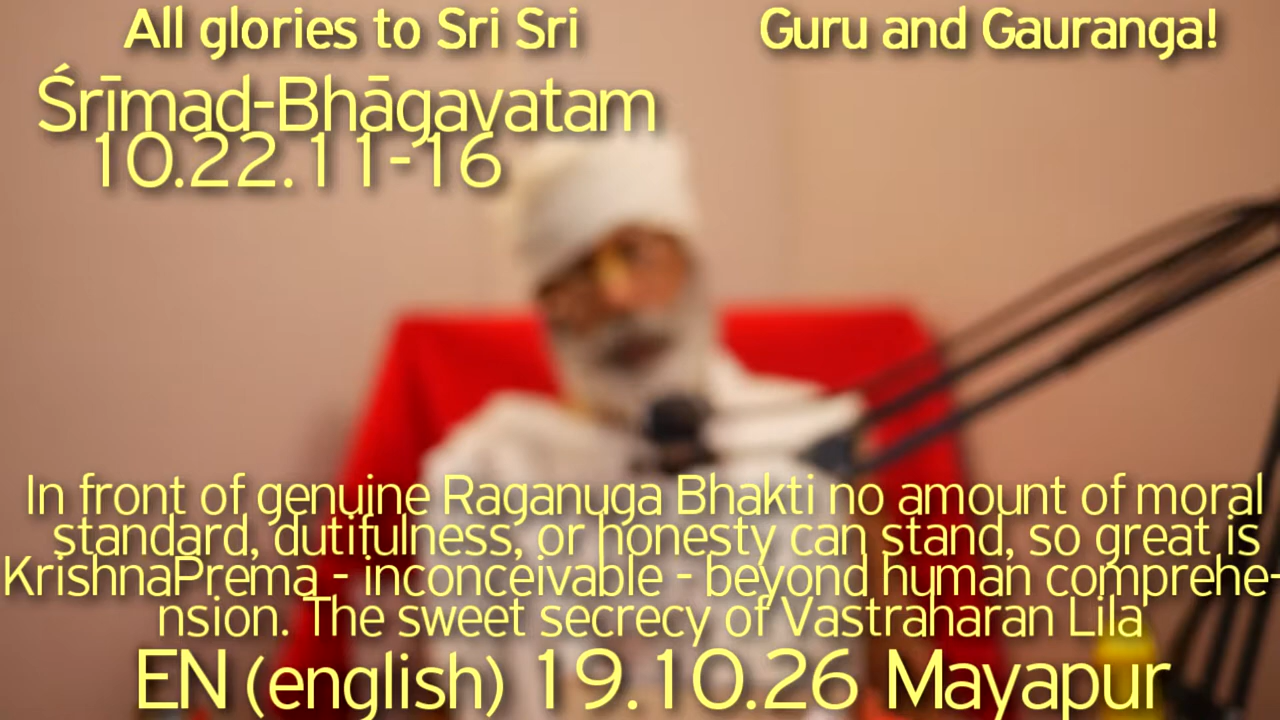 All glories to Sri Sri Guru and Gauranga!
Śrīmad-Bhāgavatam
10.22.11-16
In front of genuine Raganuga Bhakti no amount of moral
standard, dutifulness, or honesty can stand, so great is
KrishnaPrema - inconceivable - beyond human comprehe-
nsion. The sweet secrecy of Vastraharan Lila
EN (english) 19.10.26 Mayapur